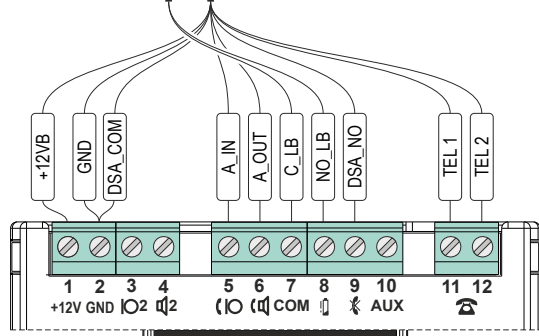 +12VB
GND
DSA_COM
A_IN
A_OUT
C_LB
NO_LB
DSA_NO
TEL 1
TEL 2
1 2 3 4 5 6 7 8 9 10 11 12
+12V GND 2 2 COM AUX